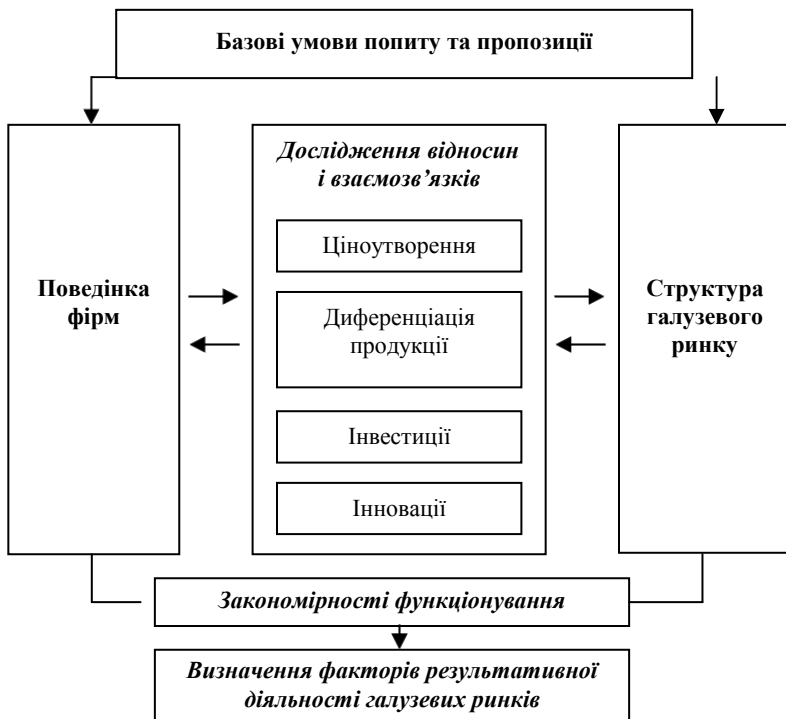 Базові умови попиту та пропозиції
Поведінка
фірм
Дослідження відносин
і взаємозв’язків
Ціноутворення
Диференціація
продукції
Інвестиції
Інновації
Структура
галузевого
ринку
Закономірності функціонування
Визначення факторів результативної
діяльності галузевих ринків